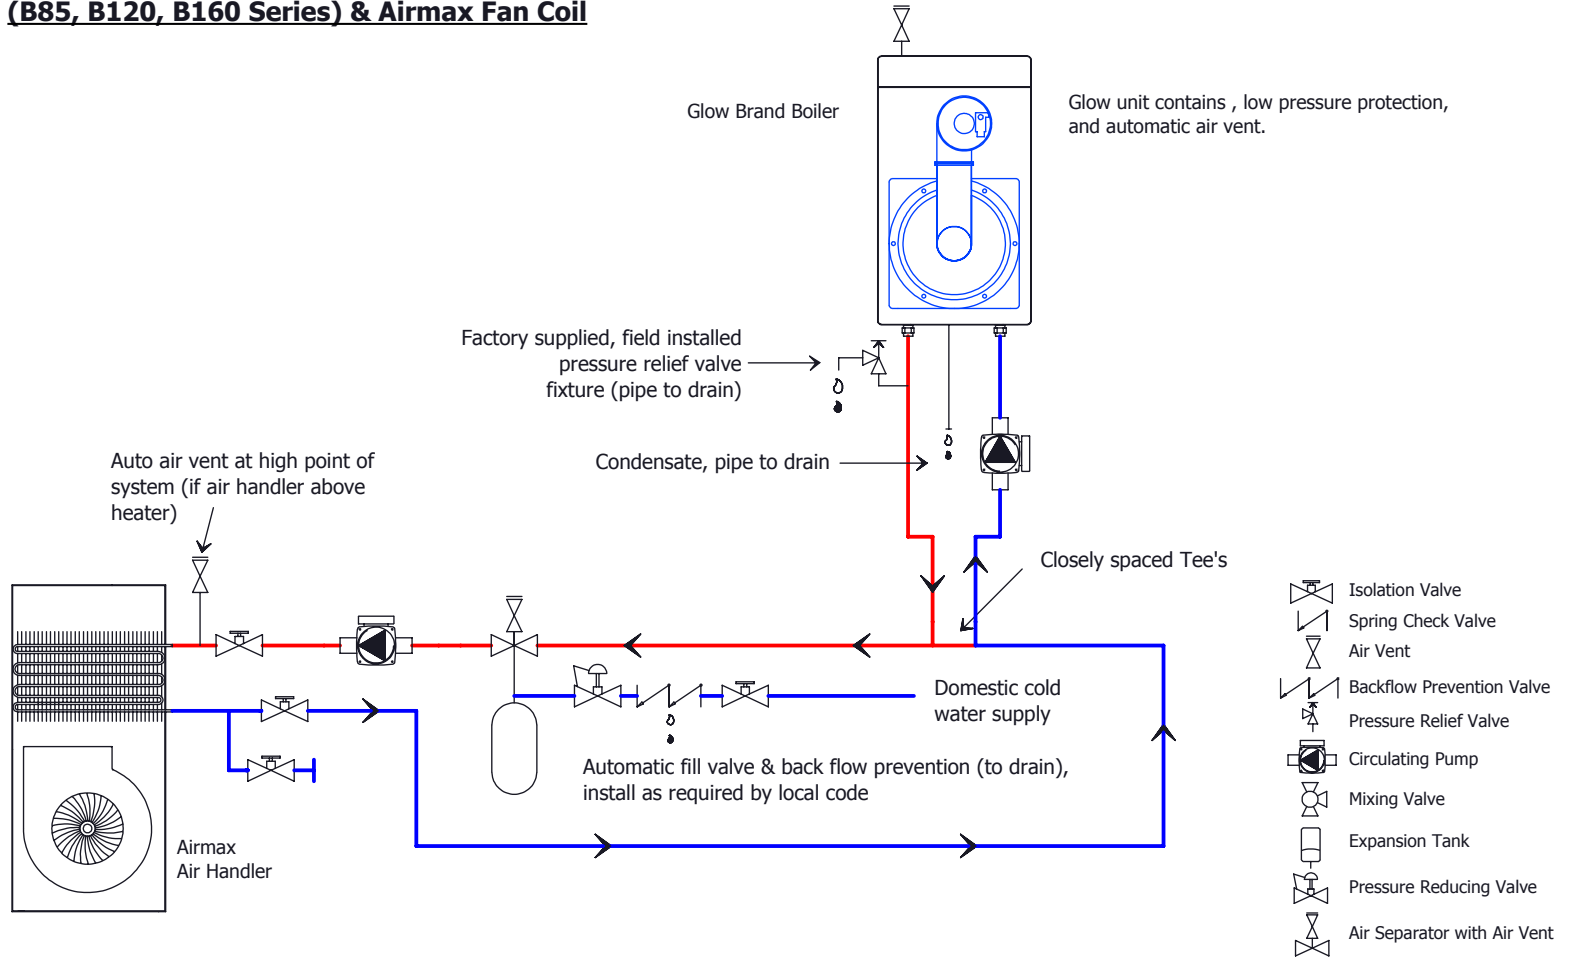 (B85, B120, B160 Series) & Airmax Fan Coil
Glow Brand Boiler
Glow unit contains , low pressure protection,
and automatic air vent.
Factory supplied, field installed
pressure relief valve
fixture (pipe to drain)
Condensate, pipe to drain
Auto air vent at high point of
system (if air handler above
heater)
Closely spaced Tee's
Domestic cold
water supply
Automatic fill valve & back flow prevention (to drain),
install as required by local code
Airmax
Air Handler
Isolation Valve
Spring Check Valve
Air Vent
Backflow Prevention Valve
Pressure Relief Valve
Circulating Pump
Mixing Valve
Expansion Tank
Pressure Reducing Valve
Air Separator with Air Vent